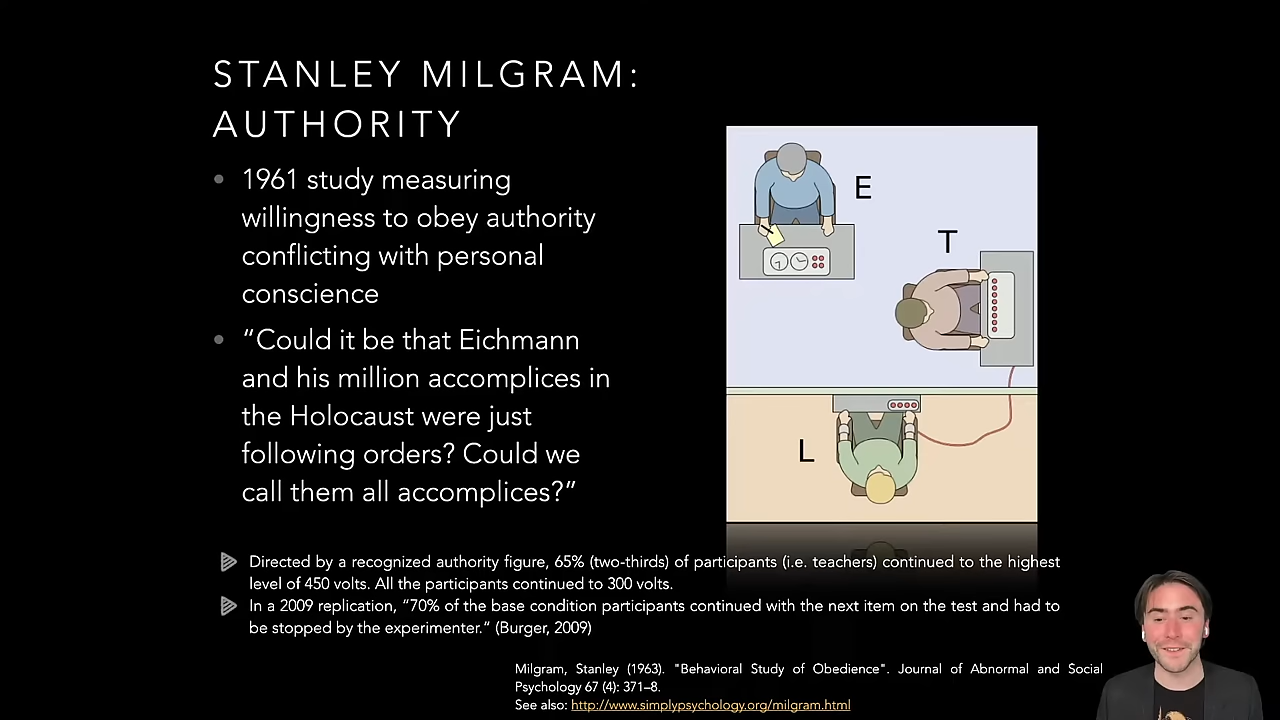 STANLEY MILGRAM:
AUTHORITY
1961 study measuring
willingness to obey authority
conflicting with personal
conscience
“Could it be that Eichmann
and his million accomplices in
the Holocaust were just
following orders? Could we
call them all accomplices?”
E
T
L
Directed by a recognized authority figure, 65% (two-thirds) of participants (i.e. teachers) continued to the highest
level of 450 volts. All the participants continued to 300 volts.
In a 2009 replication, “70% of the base condition participants continued with the next item on the test and had to
be stopped by the experimenter.“ (Burger, 2009)
Milgram, Stanley (1963). "Behavioral Study of Obedience". Journal of Abnormal and Social
Psychology 67 (4): 371–8.
See also: http://www.simplypsychology.org/milgram.html